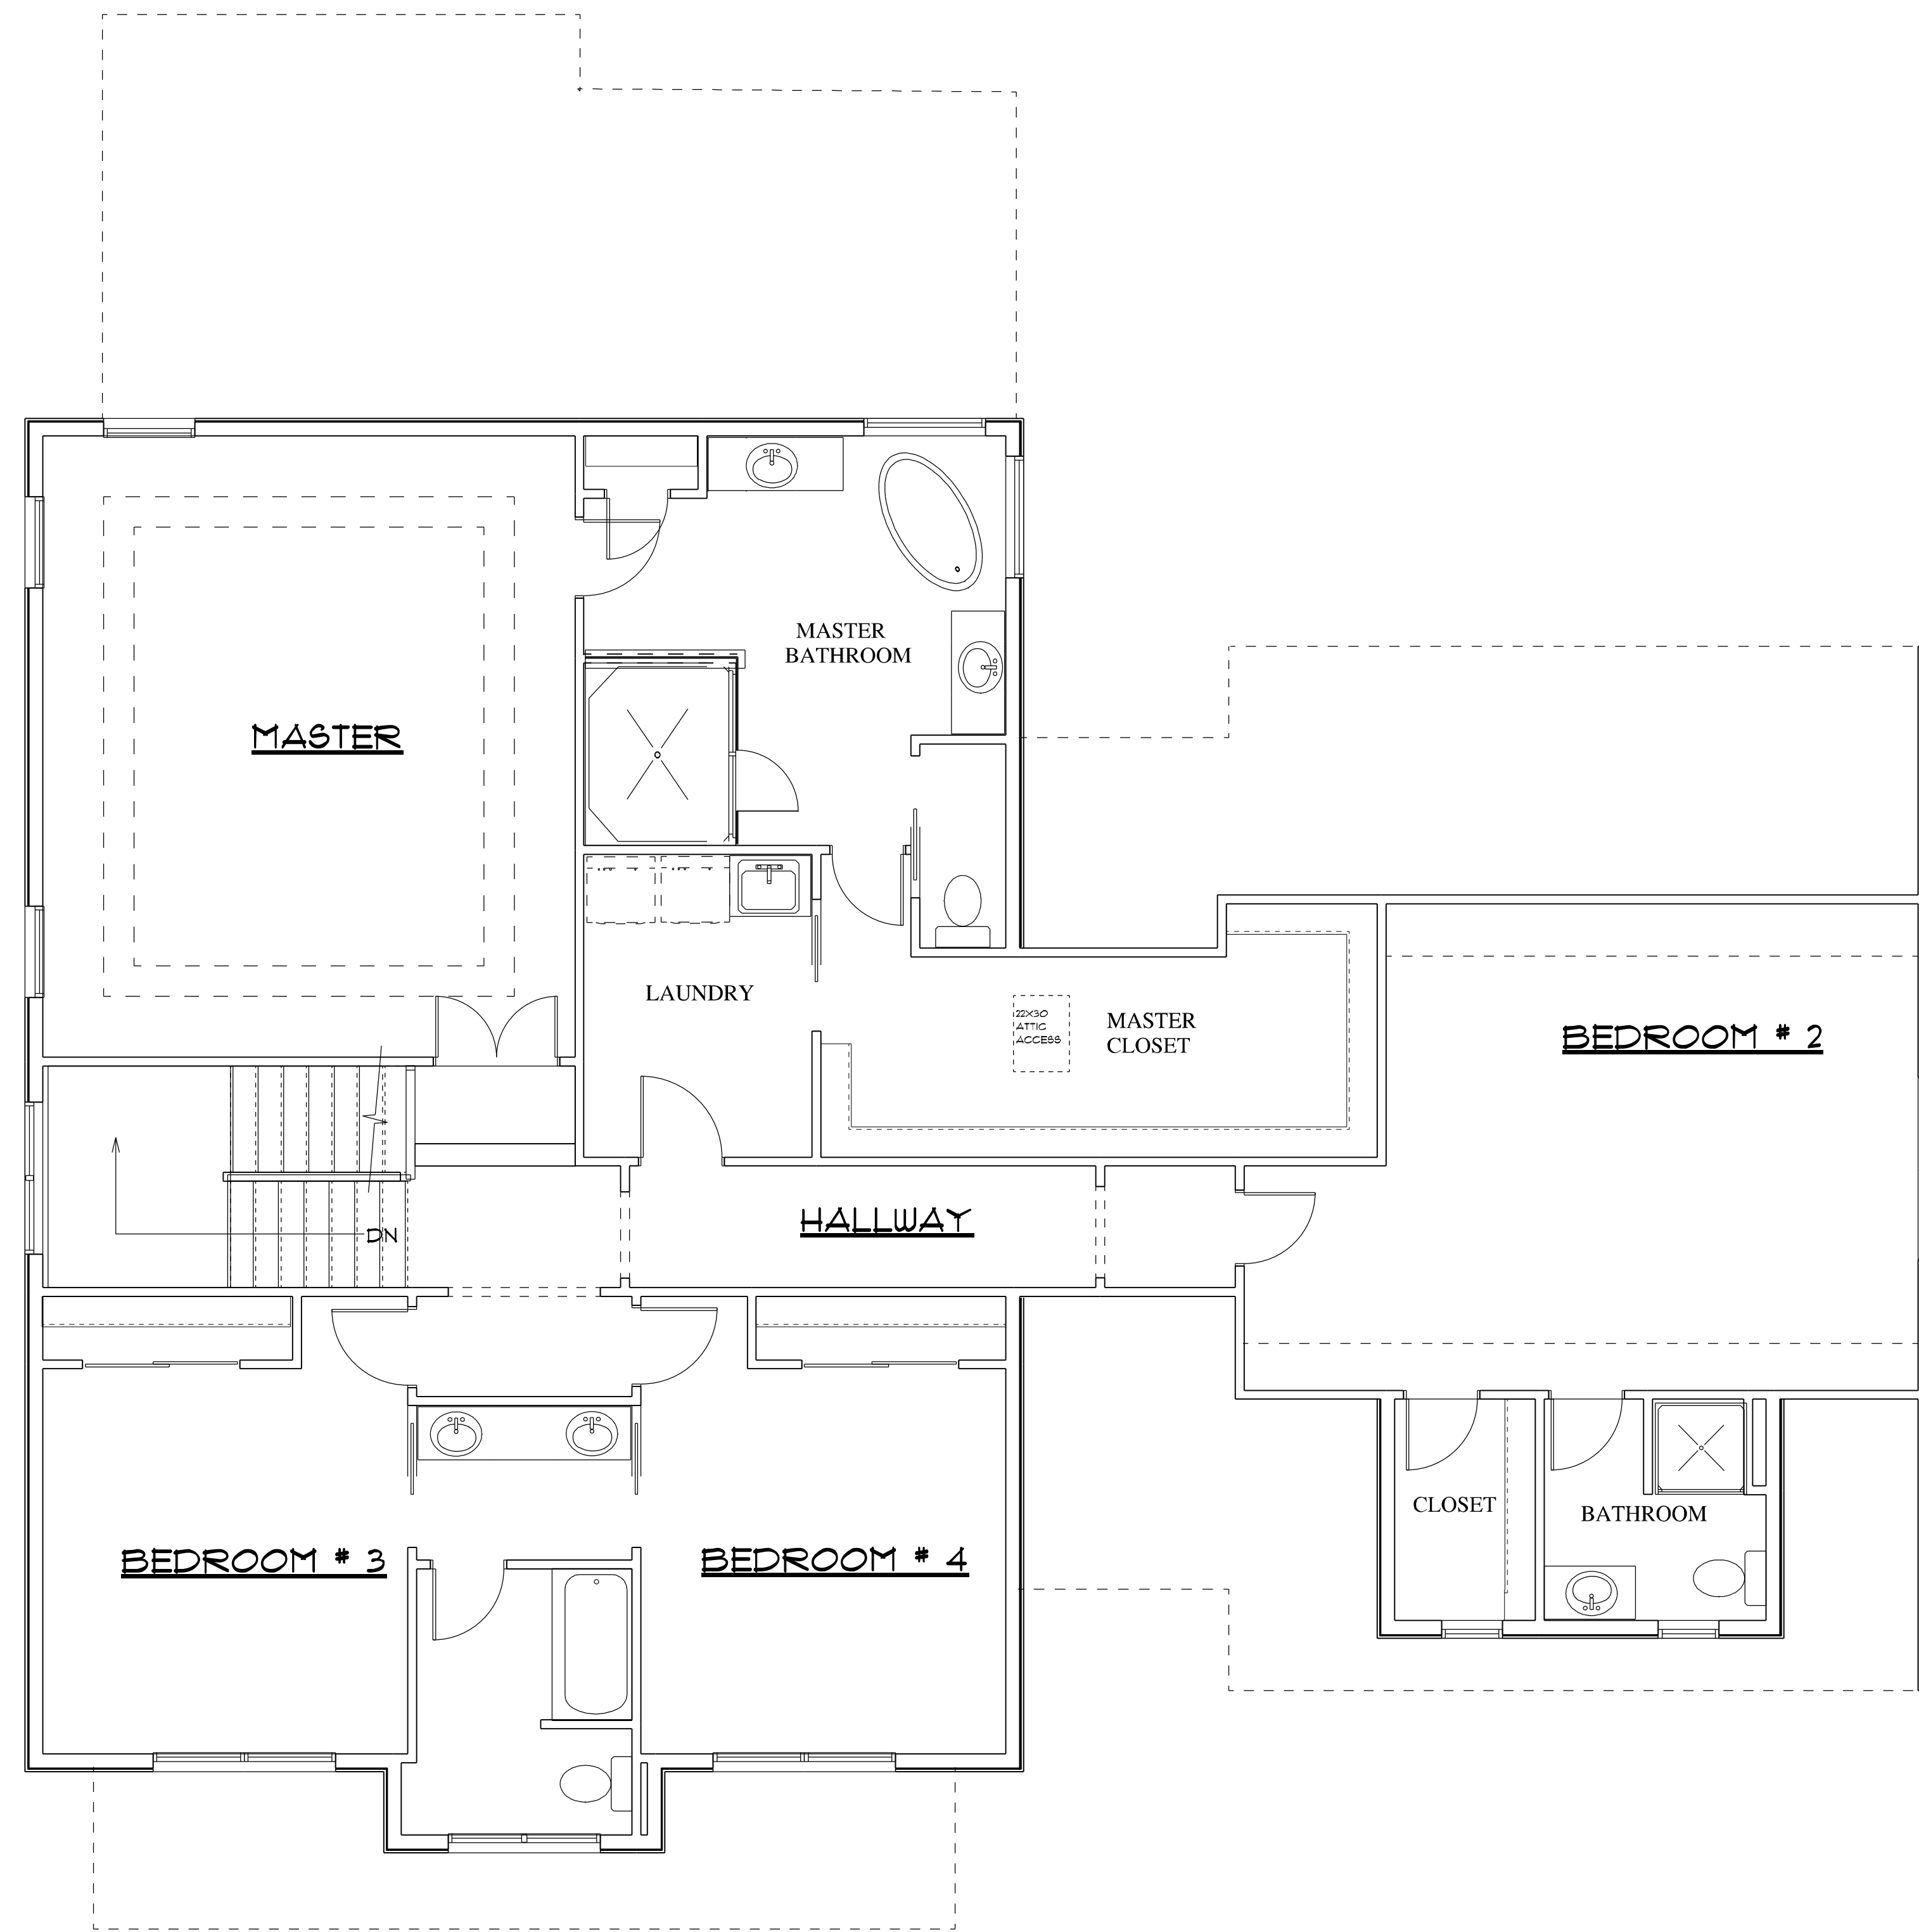 MASTER
BATHROOM
MASTER
LAUNDRY
22X30
ATTIC
ACCESS
MASTER
CLOSET
BEDROOM # 2
HALLWAY
DN
CLOSET
BATHROOM
BEDROOM # 3
BEDROOM # 4